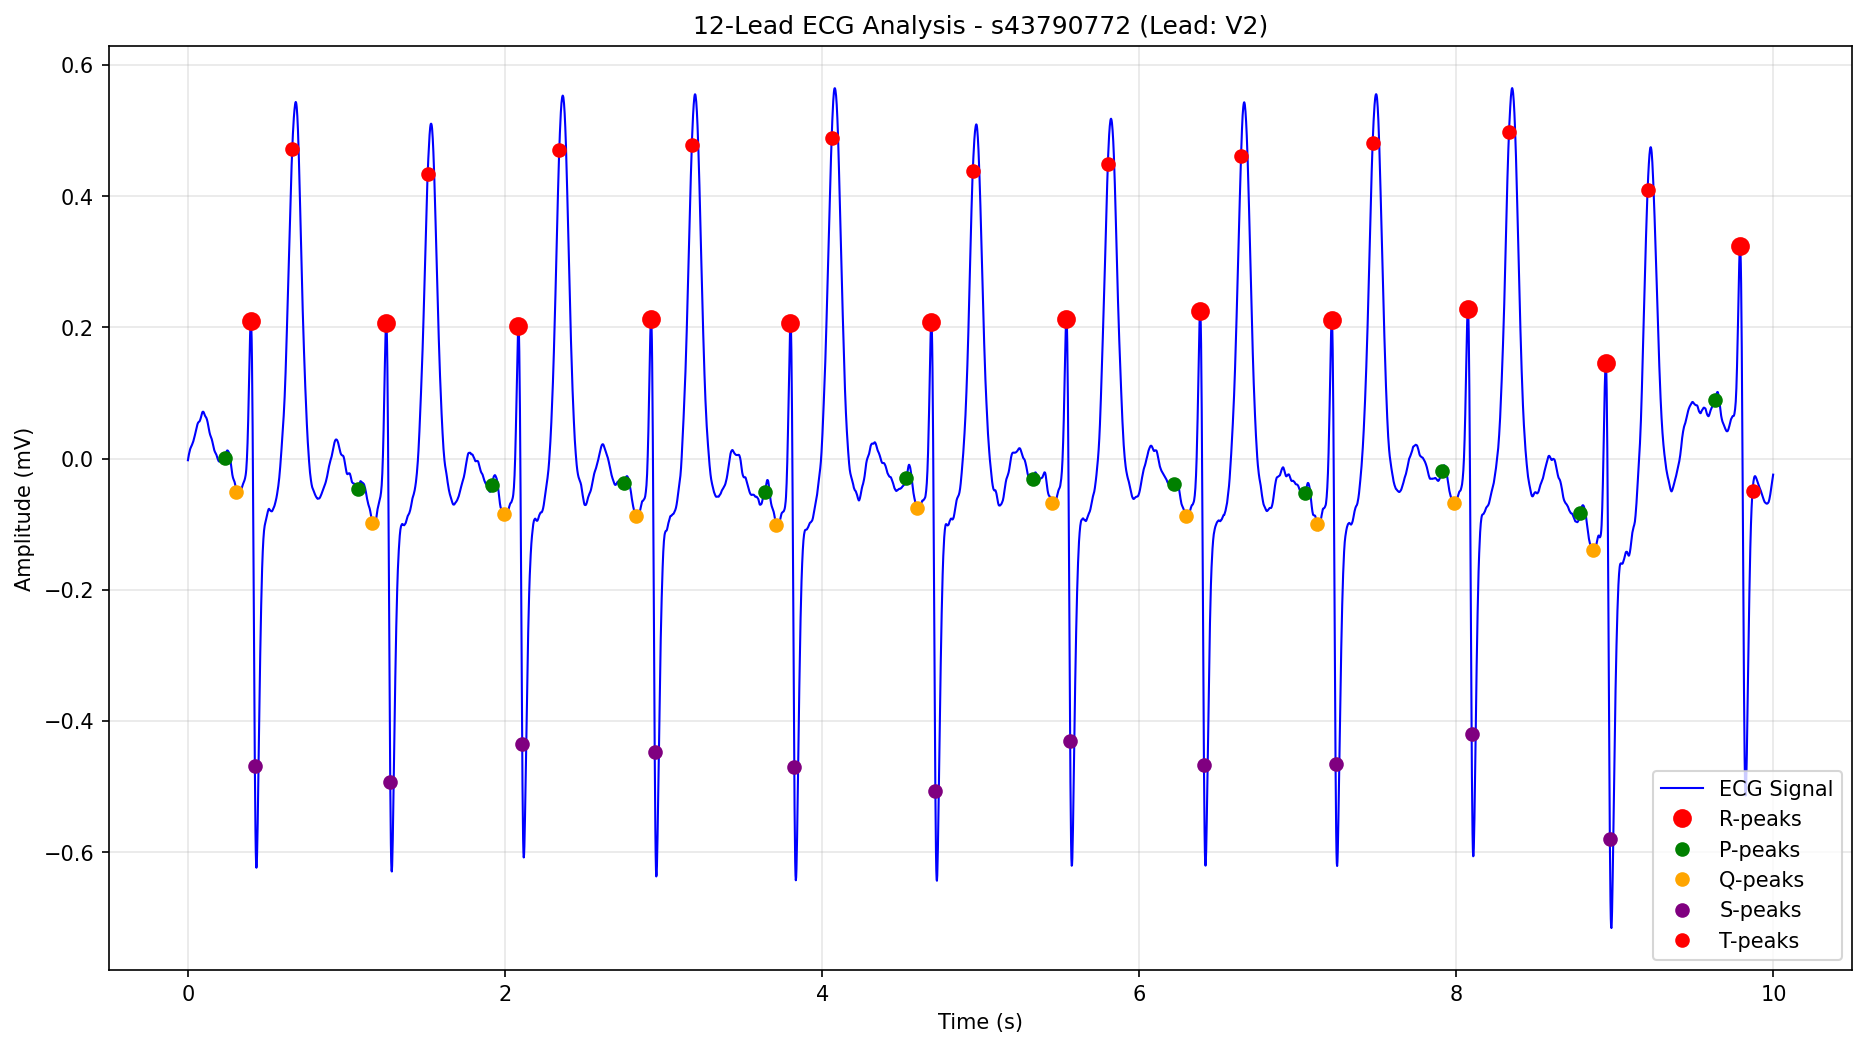 12-Lead ECG Analysis - s43790772 (Lead: V2)
Amplitude (mV)
0.6
0.4
0.2
0.0
−0.2
−0.4
−0.6
0 2 4 6 8 10
Time (s)
ECG Signal
R-peaks
P-peaks
Q-peaks
S-peaks
T-peaks